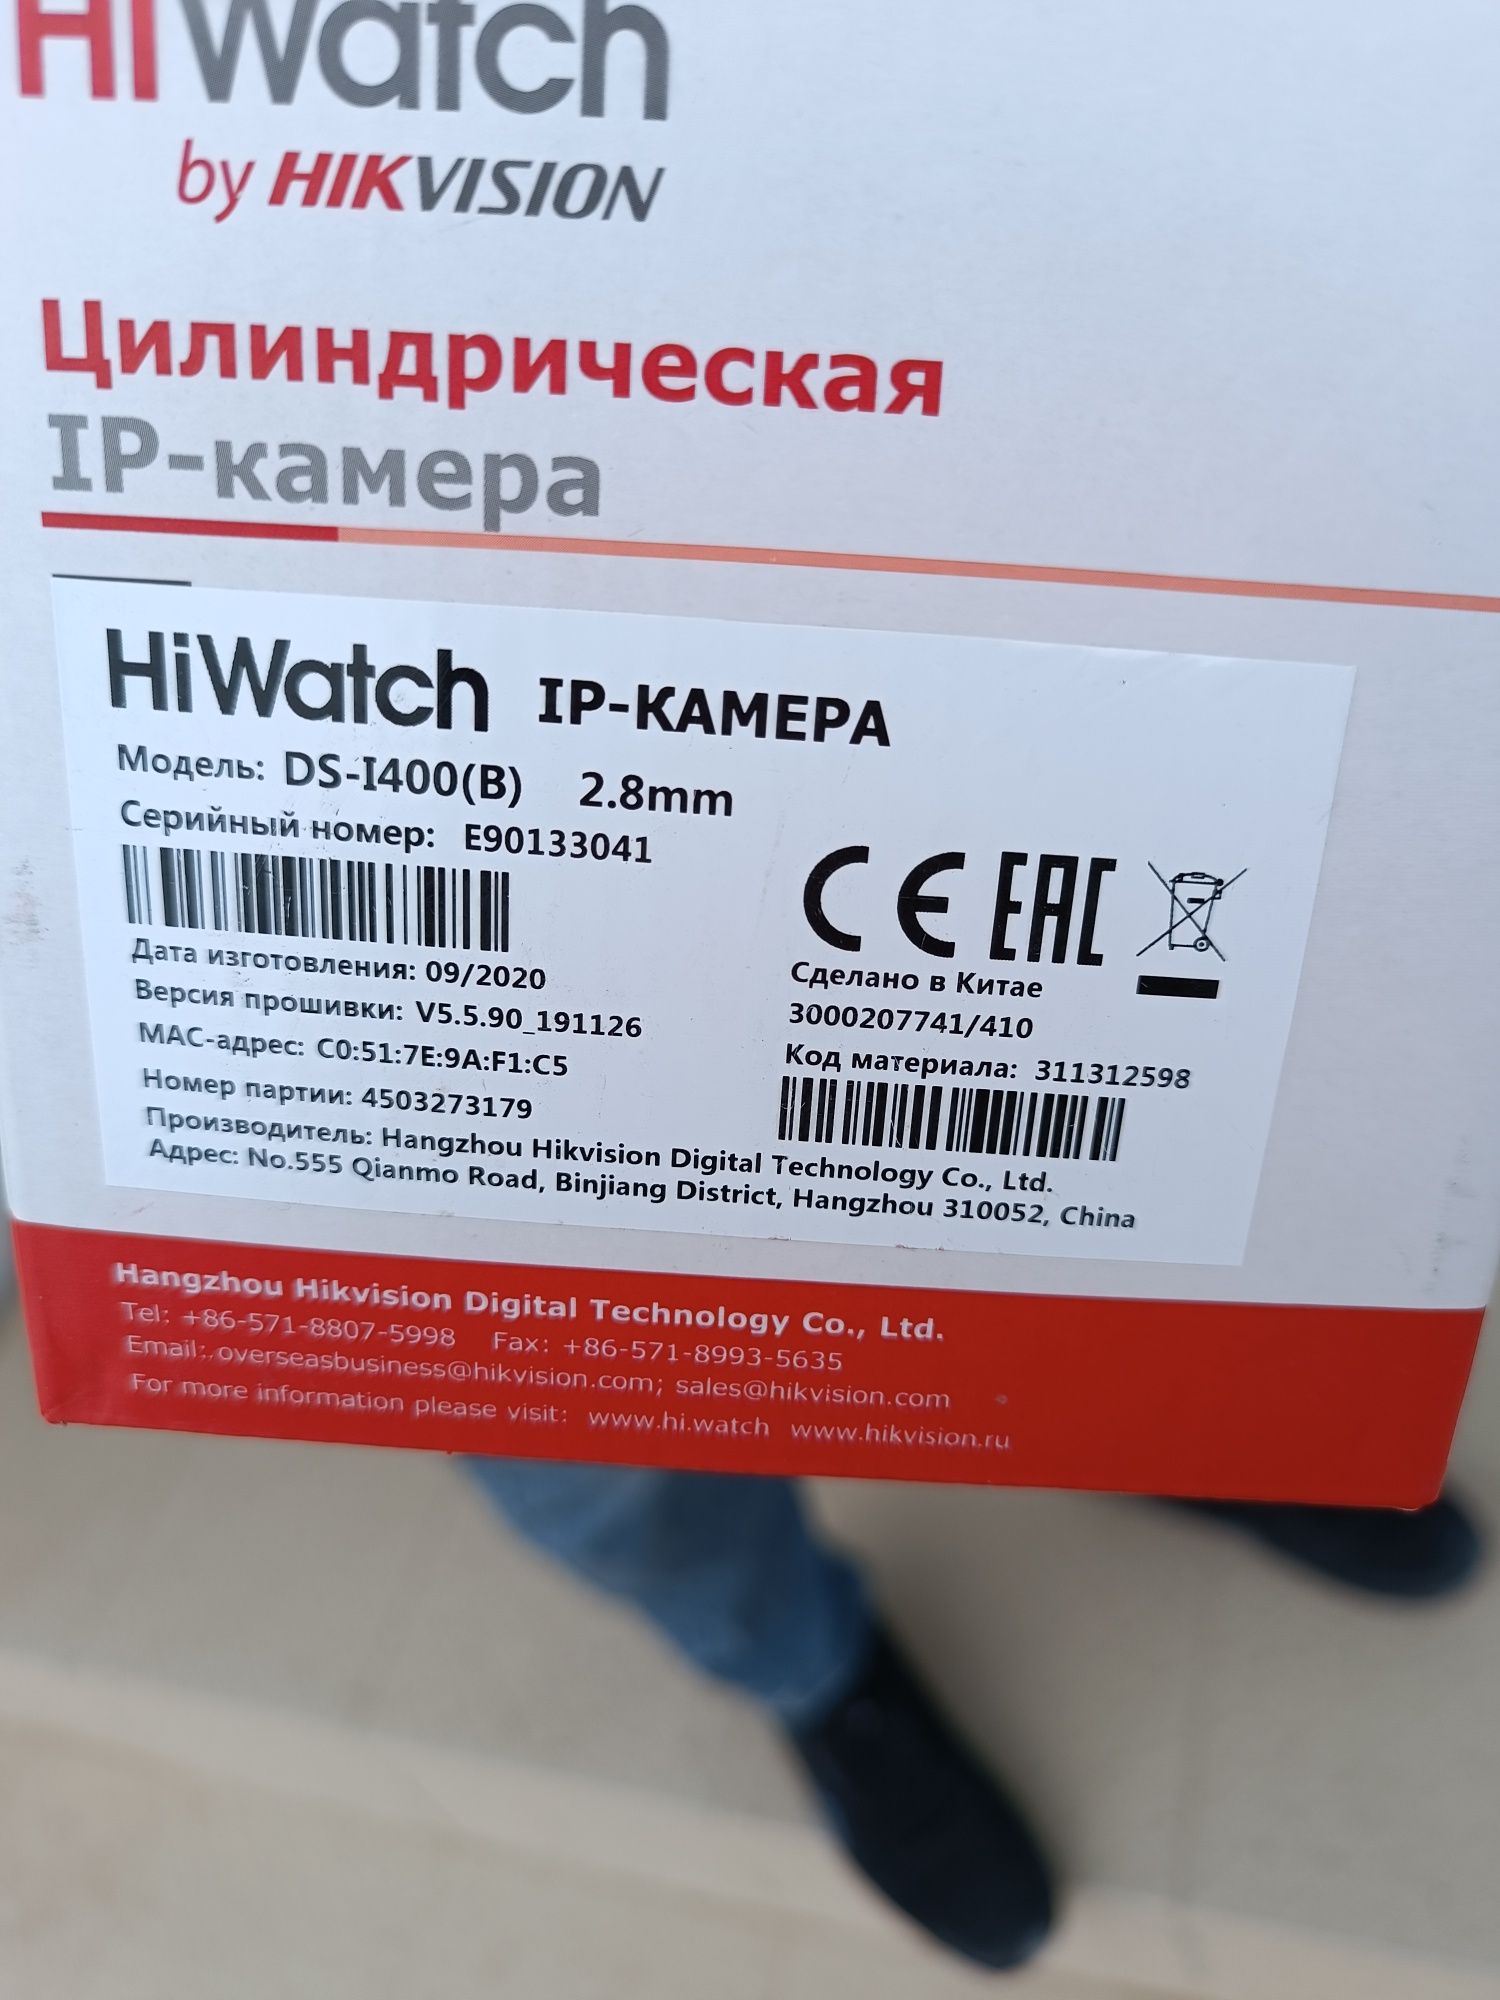 HiWatch
by HIKVISION
Цилиндрическая
IP-камера
HiWatch IP-КАМЕРА
Модель: DS-I400(B) 2.8mm
Серийный номер: E90133041
CE EAC
Дата изготовления: 09/2020
Версия прошивки: V5.5.90_191126
MAC-адрес: C0:51:7E:9A:F1:C5
Номер партии: 4503273179
Сделано в Китае
3000207741/410
Код материала: 311312598
Производитель: Hangzhou Hikvision Digital Technology Co., Ltd.
Адрес: No.555 Qianmo Road, Binjiang District, Hangzhou 310052, China
Hangzhou Hikvision Digital Technology Co., Ltd.
Tel: +86-571-8807-5998 Fax: +86-571-8993-5635
Email: overseasbusiness@hikvision.com; sales@hikvision.com
For more information please visit: www.hi.watch www.hikvision.ru